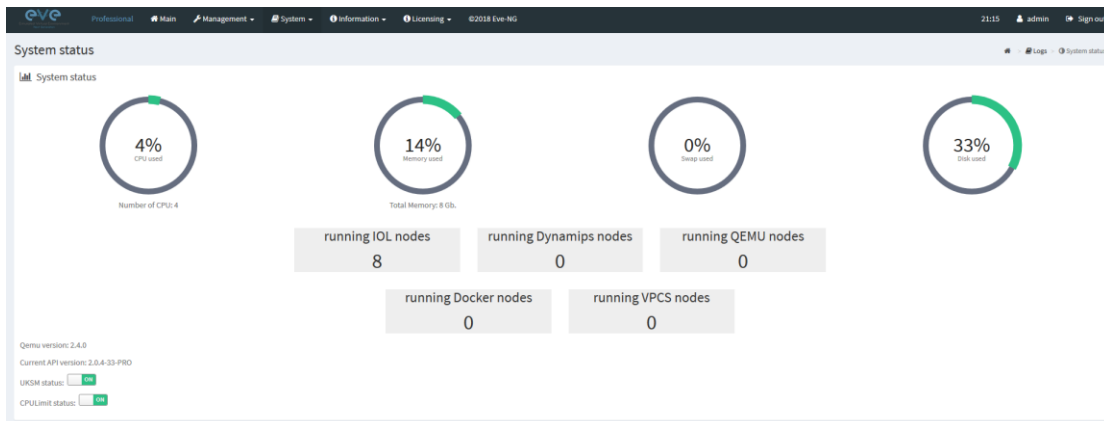 eve Professional Main Management System Information Licensing ©2018 Eve-NG 21:15 admin Sign out
System status Logs System status
System status
4% 14% 0% 33%
CPU used Memory used Swap used Disk used
Number of CPU: 4 Total Memory: 8 Gb.
running IOL nodes running Dynamips nodes running QEMU nodes
8 0 0
running Docker nodes running VPCS nodes
0 0
Qemu version: 2.4.0
Current API version: 2.0.4-33-PRO
UKSM status: ON
CPULimit status: ON